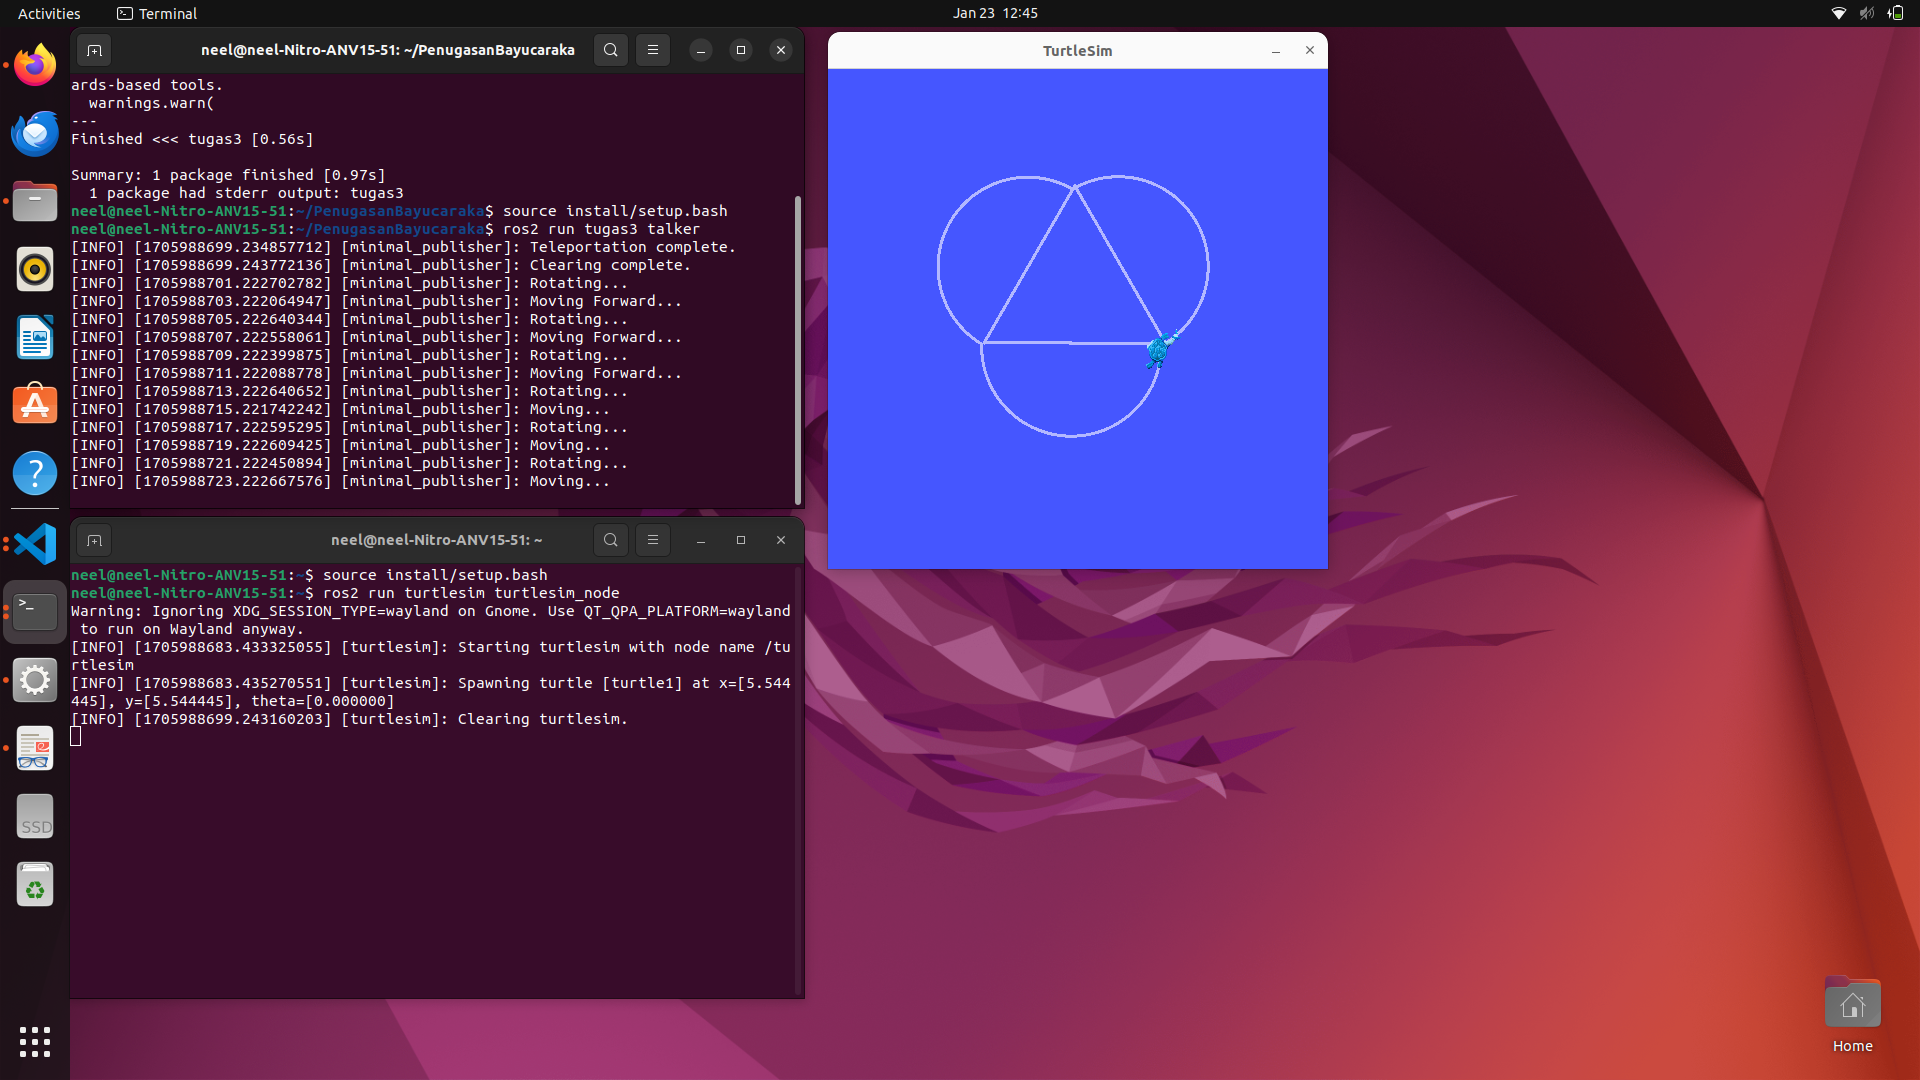 Activities
Terminal
Jan 23 12:45
neel@neel-Nitro-ANV15-51: ~/PenugasanBayucaraka
ards-based tools.
  warnings.warn(
---
Finished <<< tugas3 [0.56s]
Summary: 1 package finished [0.97s]
  1 package had stderr output: tugas3
neel@neel-Nitro-ANV15-51:~/PenugasanBayucaraka$ source install/setup.bash
neel@neel-Nitro-ANV15-51:~/PenugasanBayucaraka$ ros2 run tugas3 talker
[INFO] [1705988699.234857712] [minimal_publisher]: Teleportation complete.
[INFO] [1705988699.243772136] [minimal_publisher]: Clearing complete.
[INFO] [1705988701.222702782] [minimal_publisher]: Rotating...
[INFO] [1705988703.222064947] [minimal_publisher]: Moving Forward...
[INFO] [1705988705.222640344] [minimal_publisher]: Rotating...
[INFO] [1705988707.222558061] [minimal_publisher]: Moving Forward...
[INFO] [1705988709.222399875] [minimal_publisher]: Rotating...
[INFO] [1705988711.222088778] [minimal_publisher]: Moving Forward...
[INFO] [1705988713.222640652] [minimal_publisher]: Rotating...
[INFO] [1705988715.221742242] [minimal_publisher]: Moving...
[INFO] [1705988717.222595295] [minimal_publisher]: Rotating...
[INFO] [1705988719.222609425] [minimal_publisher]: Moving...
[INFO] [1705988721.222450894] [minimal_publisher]: Rotating...
[INFO] [1705988723.222667576] [minimal_publisher]: Moving...
neel@neel-Nitro-ANV15-51: ~
neel@neel-Nitro-ANV15-51:~$ source install/setup.bash
neel@neel-Nitro-ANV15-51:~$ ros2 run turtlesim turtlesim_node
Warning: Ignoring XDG_SESSION_TYPE=wayland on Gnome. Use QT_QPA_PLATFORM=wayland
 to run on Wayland anyway.
[INFO] [1705988683.433325055] [turtlesim]: Starting turtlesim with node name /tu
rtlesim
[INFO] [1705988683.435270551] [turtlesim]: Spawning turtle [turtle1] at x=[5.544
445], y=[5.544445], theta=[0.000000]
[INFO] [1705988699.243160203] [turtlesim]: Clearing turtlesim.
TurtleSim
SSD
Home